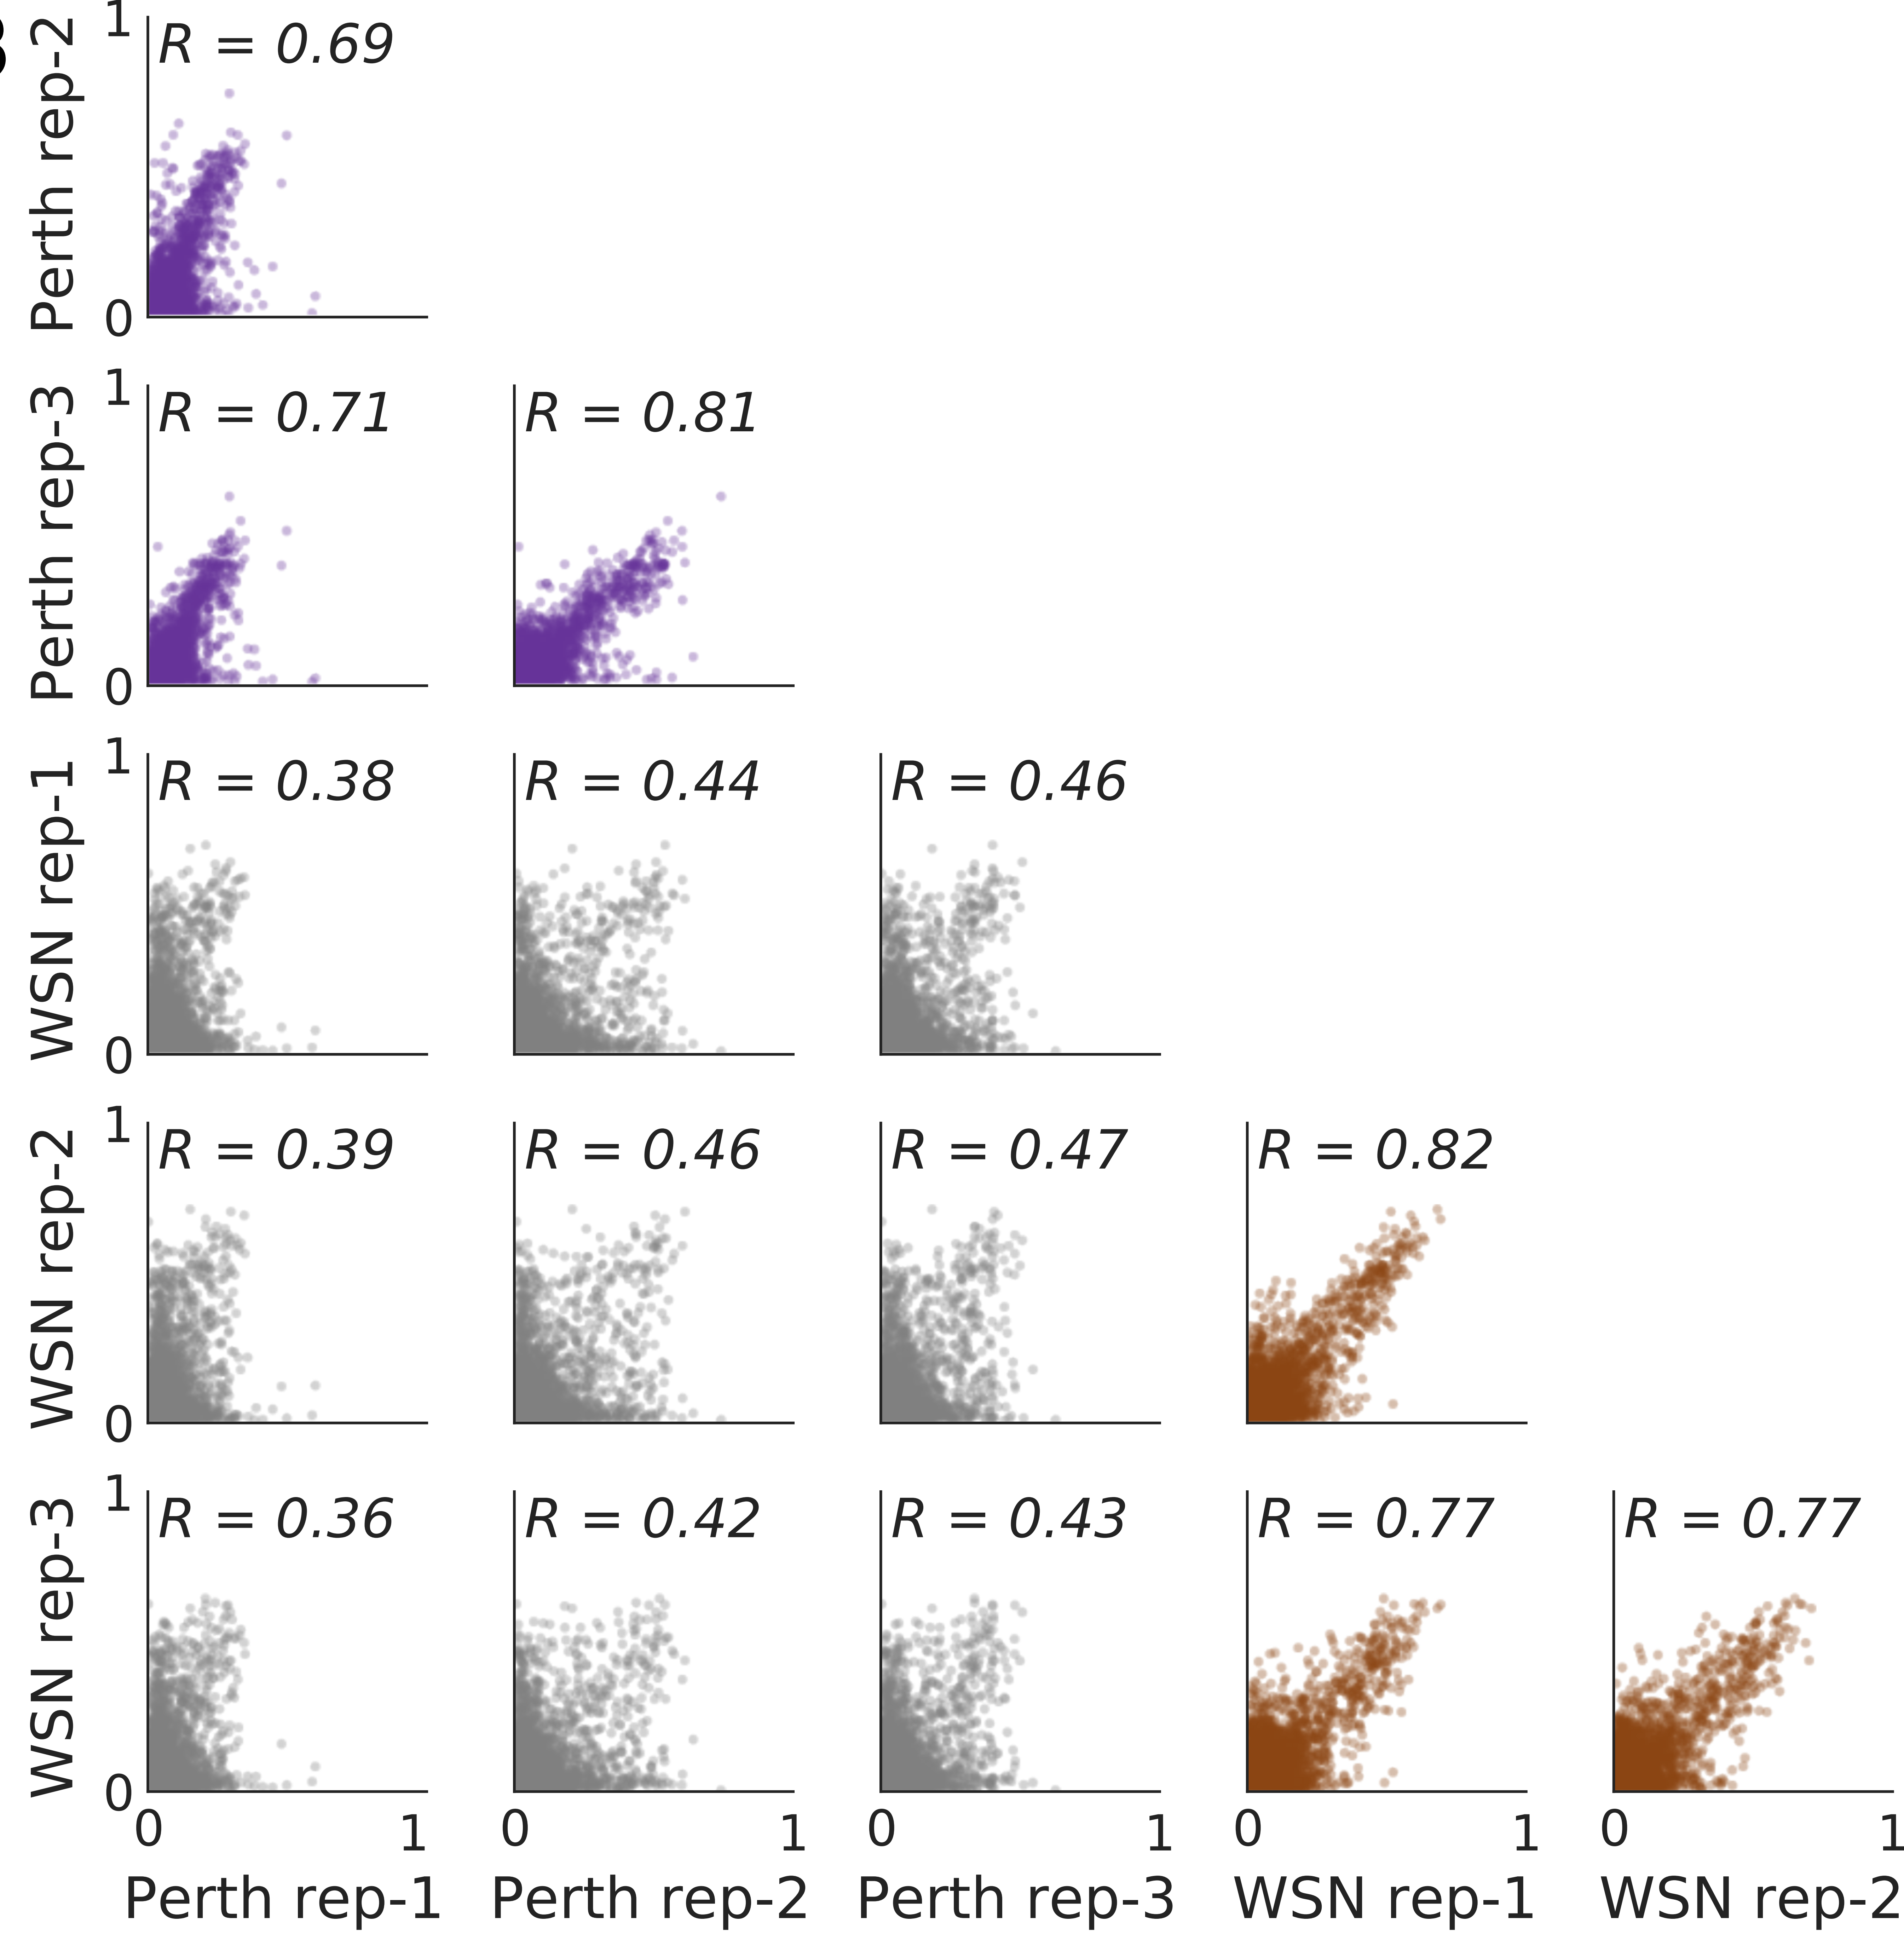 1
R = 0.69
Perth rep-2
0
1
R = 0.71
R = 0.81
Perth rep-3
0
1
R = 0.38
R = 0.44
R = 0.46
WSN rep-1
0
1
R = 0.39
R = 0.46
R = 0.47
R = 0.82
WSN rep-2
0
1
R = 0.36
R = 0.42
R = 0.43
R = 0.77
R = 0.77
WSN rep-3
0
0 1 0 1 0 1 0 1 0 1
Perth rep-1 Perth rep-2 Perth rep-3 WSN rep-1 WSN rep-2